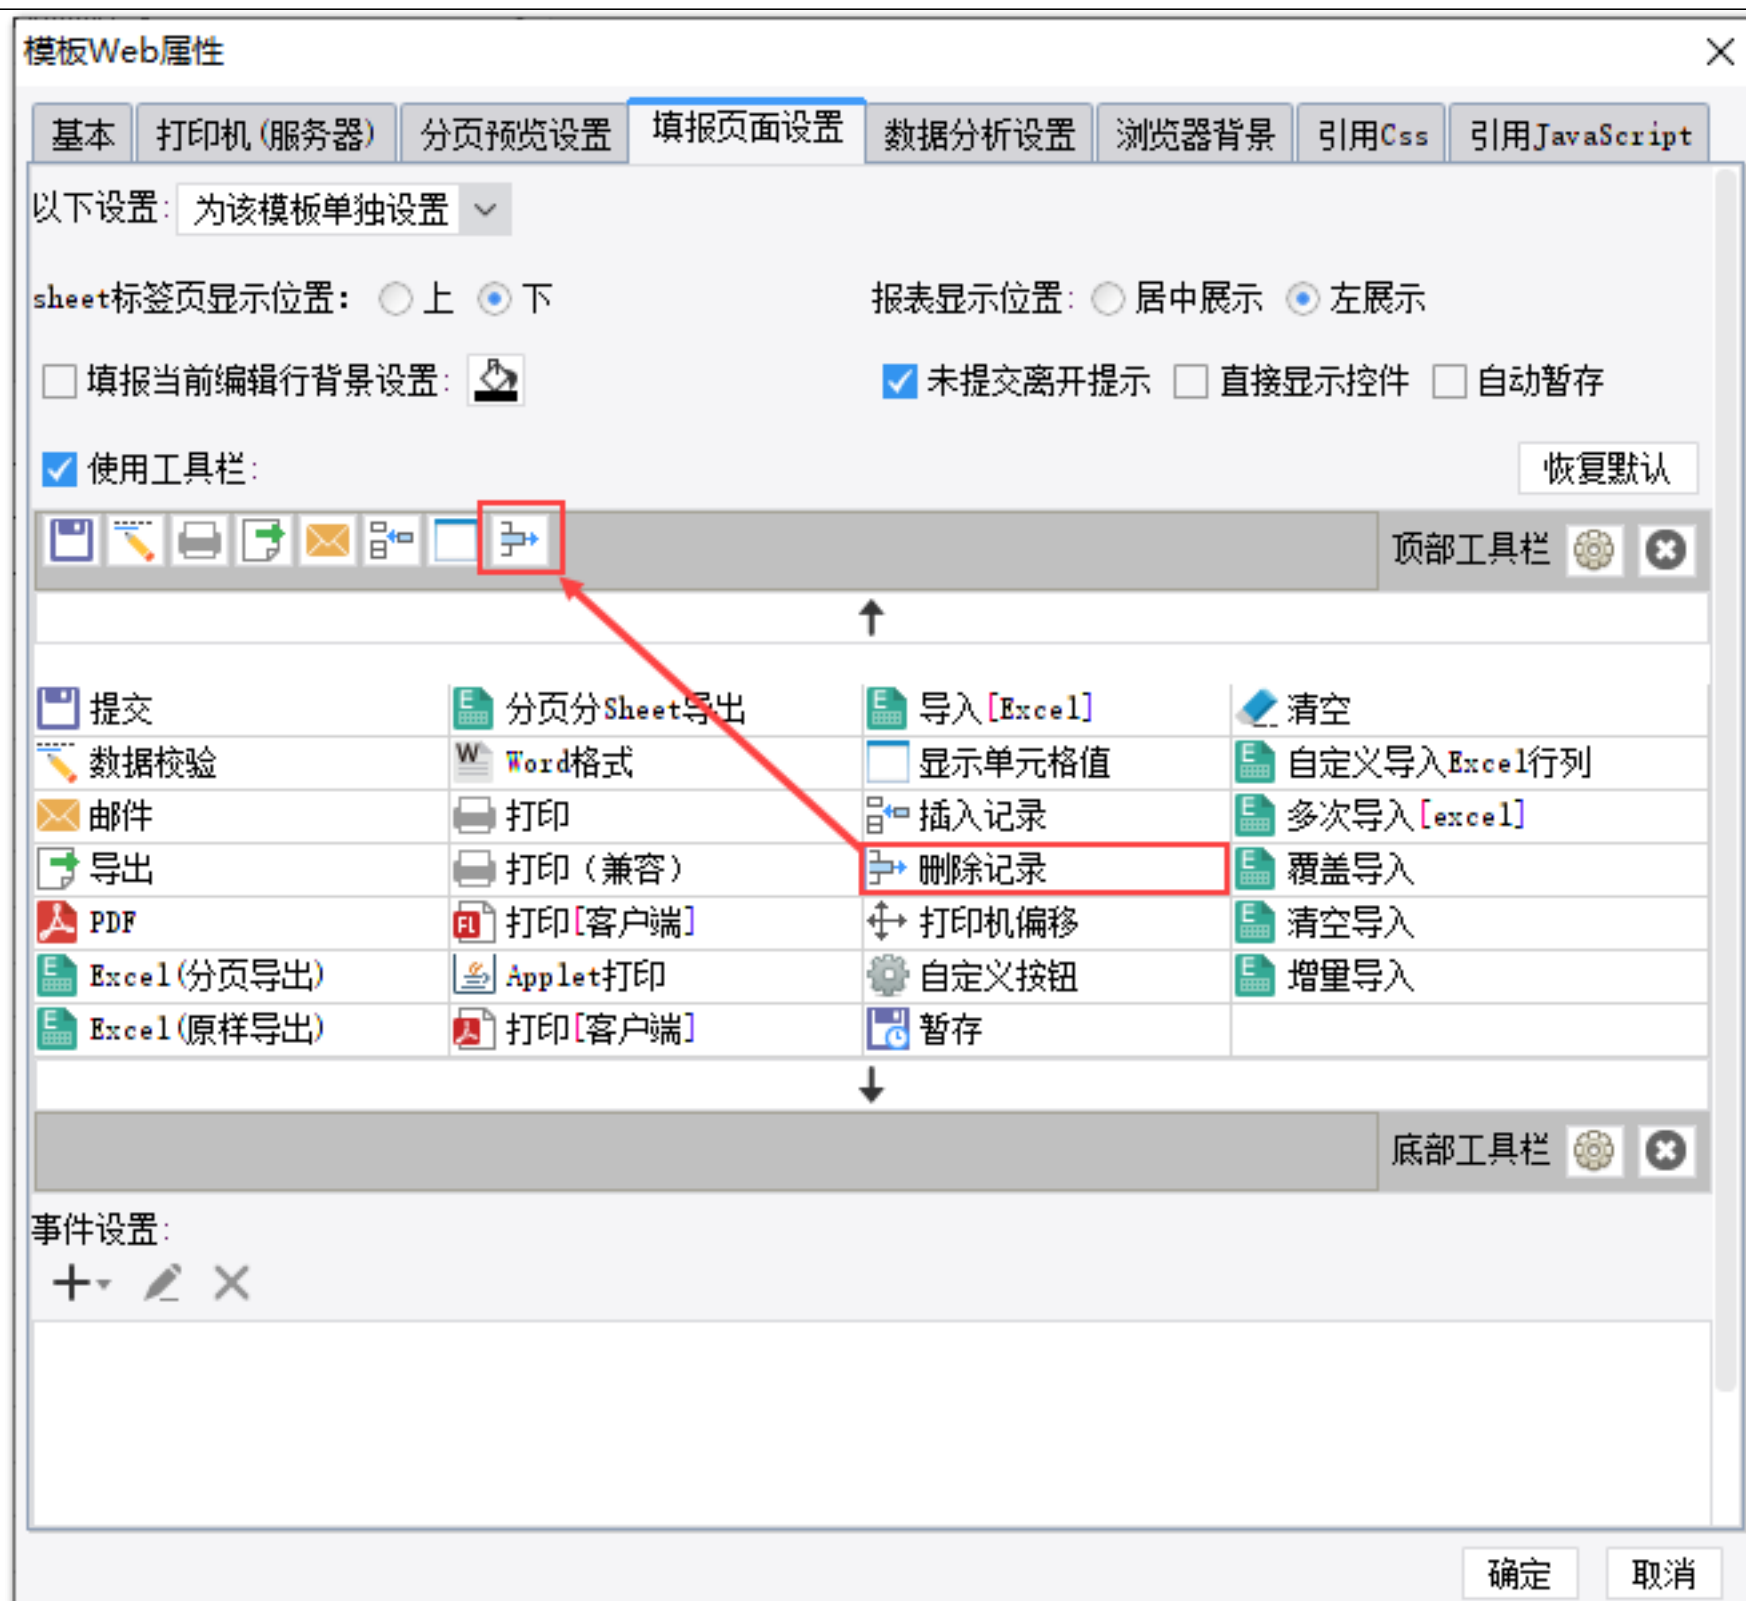 模板Web属性
基本 打印机(服务器) 分页预览设置 填报页面设置 数据分析设置 浏览器背景 引用Css 引用JavaScript
以下设置: 为该模板单独设置
sheet标签页显示位置： 上 下 报表显示位置: 居中展示 左展示
填报当前编辑行背景设置: 未提交离开提示 直接显示控件 自动暂存
使用工具栏: 恢复默认
顶部工具栏
提交 分页分Sheet导出 导入[Excel] 清空
数据校验 Word格式 显示单元格值 自定义导入Excel行列
邮件 打印 插入记录 多次导入[excel]
导出 打印（兼容） 删除记录 覆盖导入
PDF 打印[客户端] 打印机偏移 清空导入
Excel(分页导出) Applet打印 自定义按钮 增量导入
Excel(原样导出) 打印[客户端] 暂存
底部工具栏
事件设置:
确定 取消